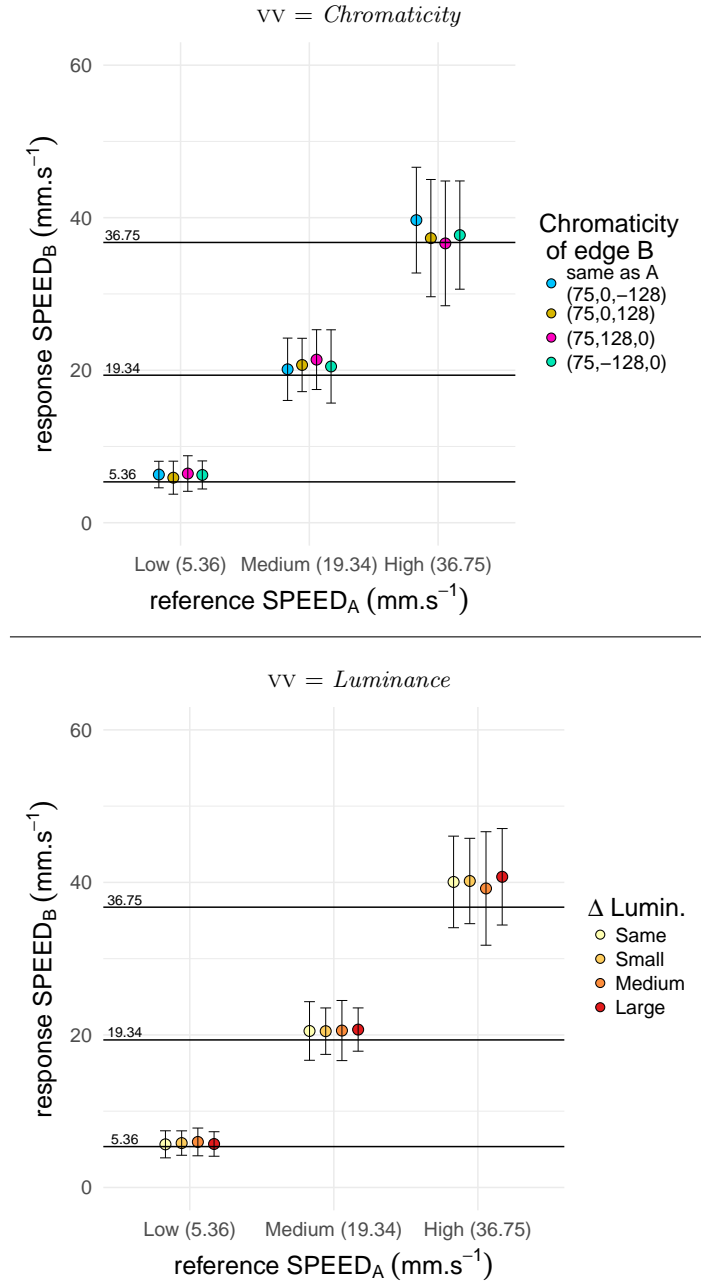 VV = Chromaticity
60
40
20
0
36.75
19.34
5.36
response SPEED_B (mm.s⁻¹)
Low (5.36) Medium (19.34) High (36.75)
reference SPEED_A (mm.s⁻¹)
Chromaticity
of edge B
same as A
(75,0,−128)
(75,0,128)
(75,128,0)
(75,−128,0)
VV = Luminance
60
40
20
0
36.75
19.34
5.36
response SPEED_B (mm.s⁻¹)
Low (5.36) Medium (19.34) High (36.75)
reference SPEED_A (mm.s⁻¹)
Δ Lumin.
Same
Small
Medium
Large